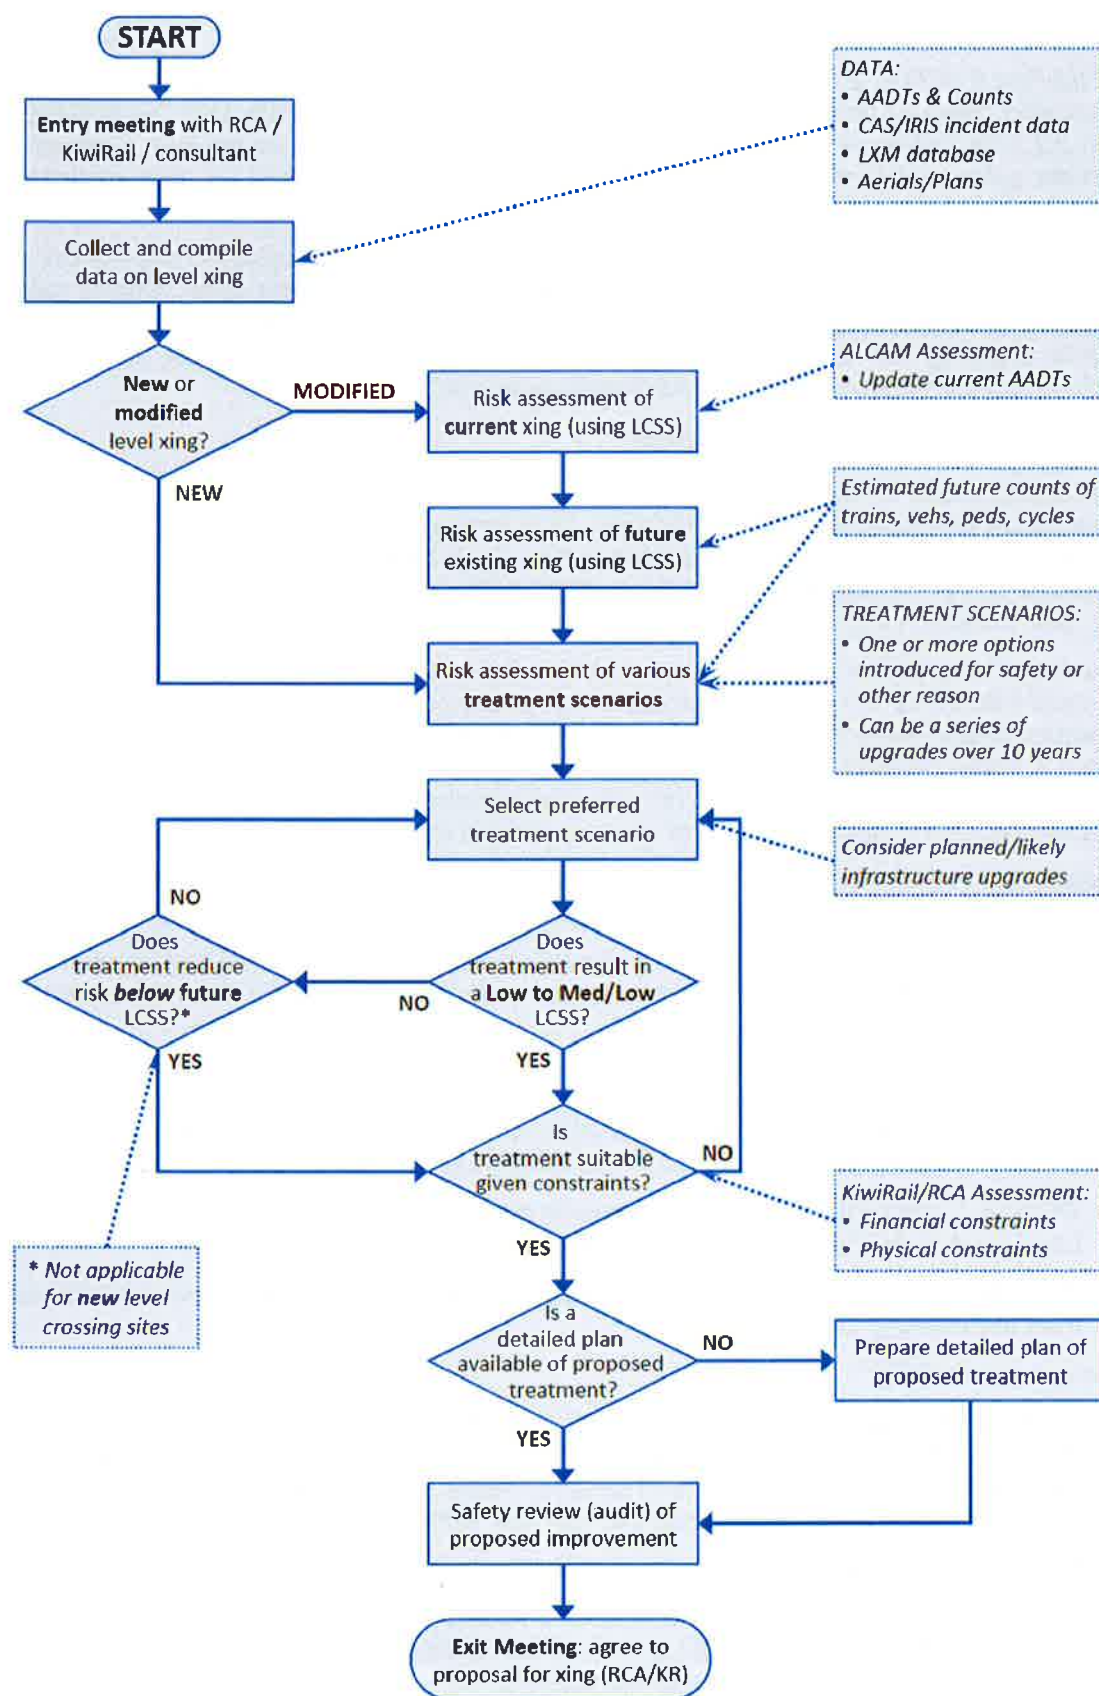 START
Entry meeting with RCA /
KiwiRail / consultant
Collect and compile
data on level xing
DATA:
• AADTs & Counts
• CAS/IRIS incident data
• LXM database
• Aerials/Plans
New or
modified
level xing?
MODIFIED
NEW
Risk assessment of
current xing (using LCSS)
ALCAM Assessment:
• Update current AADTs
Risk assessment of future
existing xing (using LCSS)
Estimated future counts of
trains, vehs, peds, cycles
Risk assessment of various
treatment scenarios
TREATMENT SCENARIOS:
• One or more options
introduced for safety or
other reason
• Can be a series of
upgrades over 10 years
Select preferred
treatment scenario
Consider planned/likely
infrastructure upgrades
NO
Does
treatment reduce
risk below future
LCSS?*
NO
YES
Does
treatment result in
a Low to Med/Low
LCSS?
YES
Is
treatment suitable
given constraints?
NO
YES
KiwiRail/RCA Assessment:
• Financial constraints
• Physical constraints
* Not applicable
for new level
crossing sites
Is a
detailed plan
available of proposed
treatment?
NO
YES
Prepare detailed plan of
proposed treatment
Safety review (audit) of
proposed improvement
Exit Meeting: agree to
proposal for xing (RCA/KR)